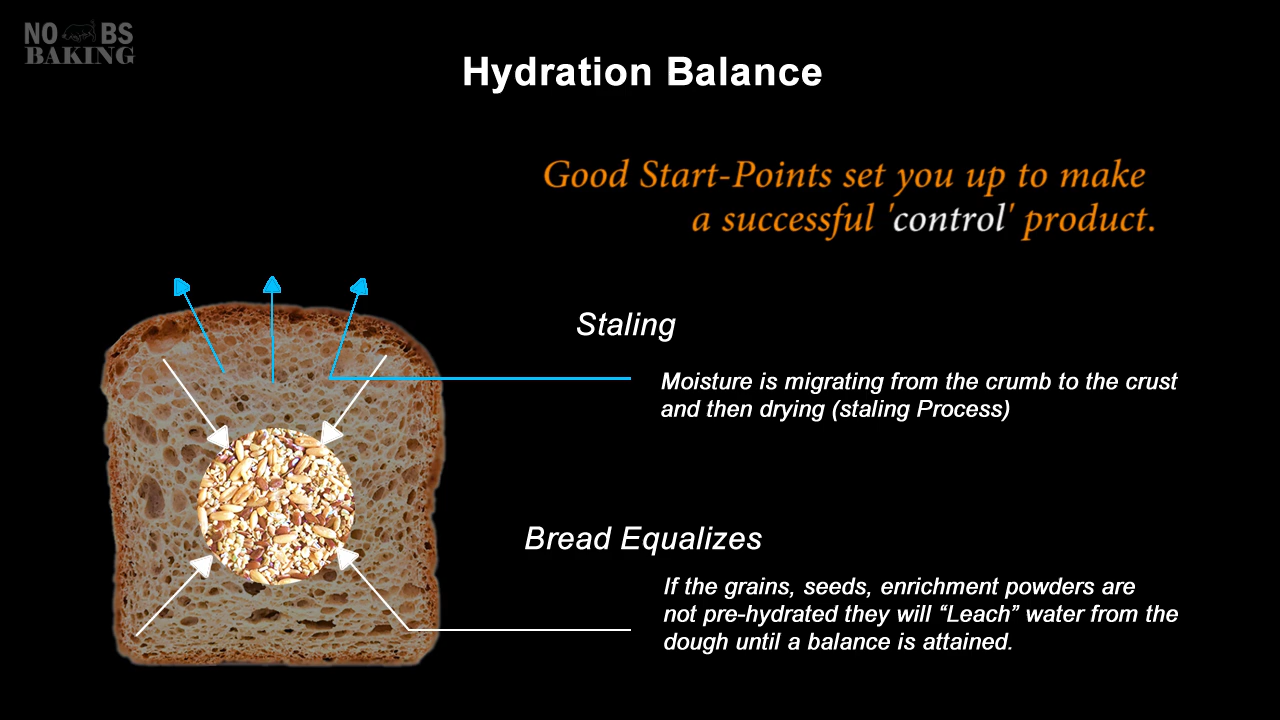 NO BS
BAKING
Hydration Balance
Good Start-Points set you up to make
a successful 'control' product.
Staling
Moisture is migrating from the crumb to the crust
and then drying (staling Process)
Bread Equalizes
If the grains, seeds, enrichment powders are
not pre-hydrated they will “Leach” water from the
dough until a balance is attained.